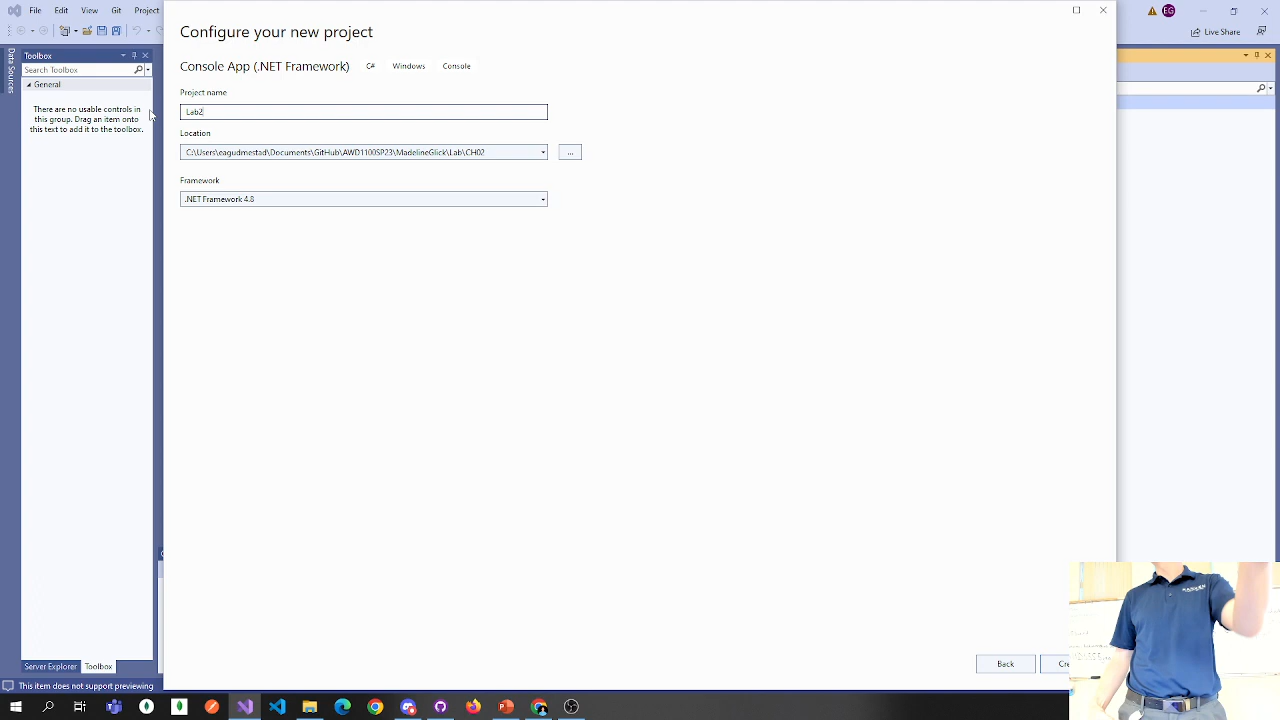 File Edit View Git Project
EG
Live Share
Data Sources
Toolbox
Search Toolbox
General
There are no usable controls in
this group. Drag an item onto
this text to add it to the toolbox.
Server Explorer Toolbox
This item does not support previewing
Configure your new project
Console App (.NET Framework) C# Windows Console
Project name
Lab2
Location
C:\Users\eagudmestad\Documents\GitHub\AWD1100SP23\MadelineGlick\Lab\CH02
...
Framework
.NET Framework 4.8
Back